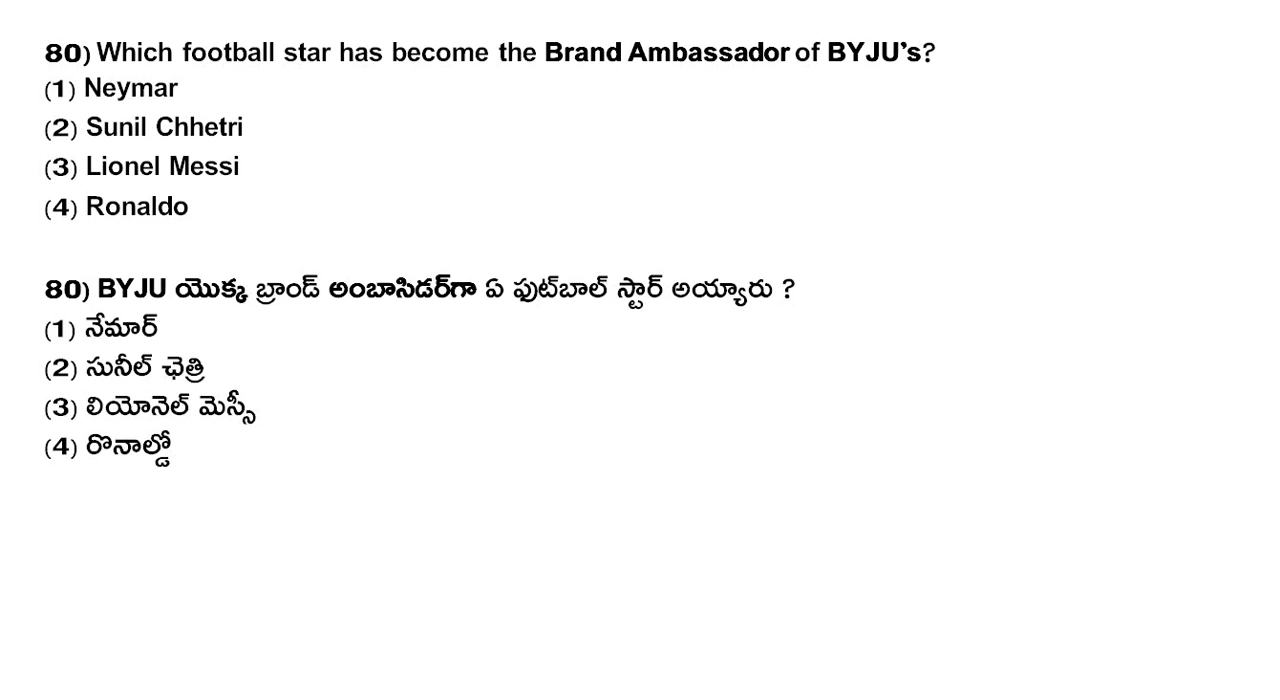 80) Which football star has become the Brand Ambassador of BYJU’s?
(1) Neymar
(2) Sunil Chhetri
(3) Lionel Messi
(4) Ronaldo
80) BYJU యొక్క బ్రాండ్ అంబాసిడర్‌గా ఏ ఫుట్‌బాల్ స్టార్ అయ్యారు ?
(1) నేమార్
(2) సునీల్ ఛెత్రి
(3) లియోనెల్ మెస్సీ
(4) రొనాల్డో